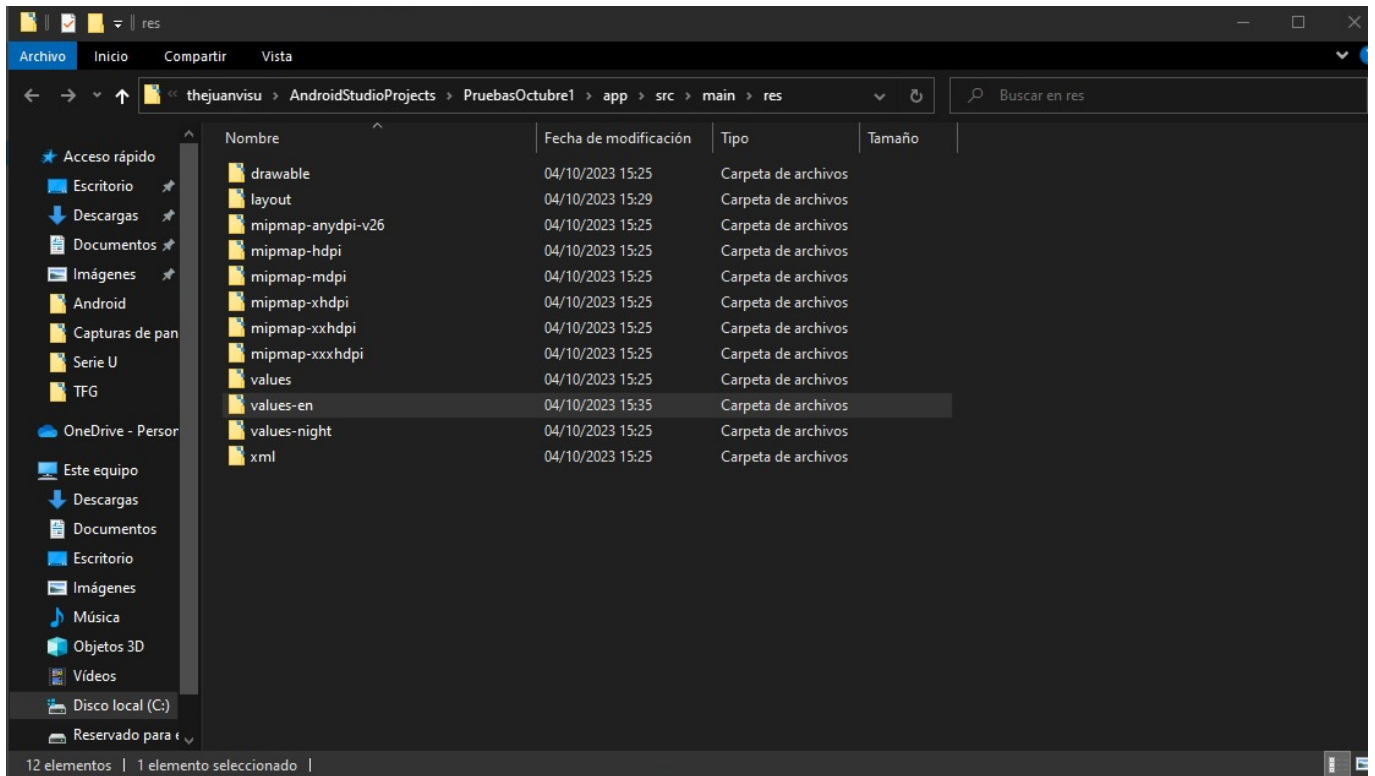 res
Archivo Inicio Compartir Vista
« thejuanvisu > AndroidStudioProjects > PruebasOctubre1 > app > src > main > res Buscar en res
Nombre Fecha de modificación Tipo Tamaño
Acceso rápido
Escritorio
Descargas
Documentos
Imágenes
Android
Capturas de pan
Serie U
TFG
OneDrive - Person
Este equipo
Descargas
Documentos
Escritorio
Imágenes
Música
Objetos 3D
Vídeos
Disco local (C:)
Reservado para e
drawable 04/10/2023 15:25 Carpeta de archivos
layout 04/10/2023 15:29 Carpeta de archivos
mipmap-anydpi-v26 04/10/2023 15:25 Carpeta de archivos
mipmap-hdpi 04/10/2023 15:25 Carpeta de archivos
mipmap-mdpi 04/10/2023 15:25 Carpeta de archivos
mipmap-xhdpi 04/10/2023 15:25 Carpeta de archivos
mipmap-xxhdpi 04/10/2023 15:25 Carpeta de archivos
mipmap-xxxhdpi 04/10/2023 15:25 Carpeta de archivos
values 04/10/2023 15:25 Carpeta de archivos
values-en 04/10/2023 15:35 Carpeta de archivos
values-night 04/10/2023 15:25 Carpeta de archivos
xml 04/10/2023 15:25 Carpeta de archivos
12 elementos | 1 elemento seleccionado |